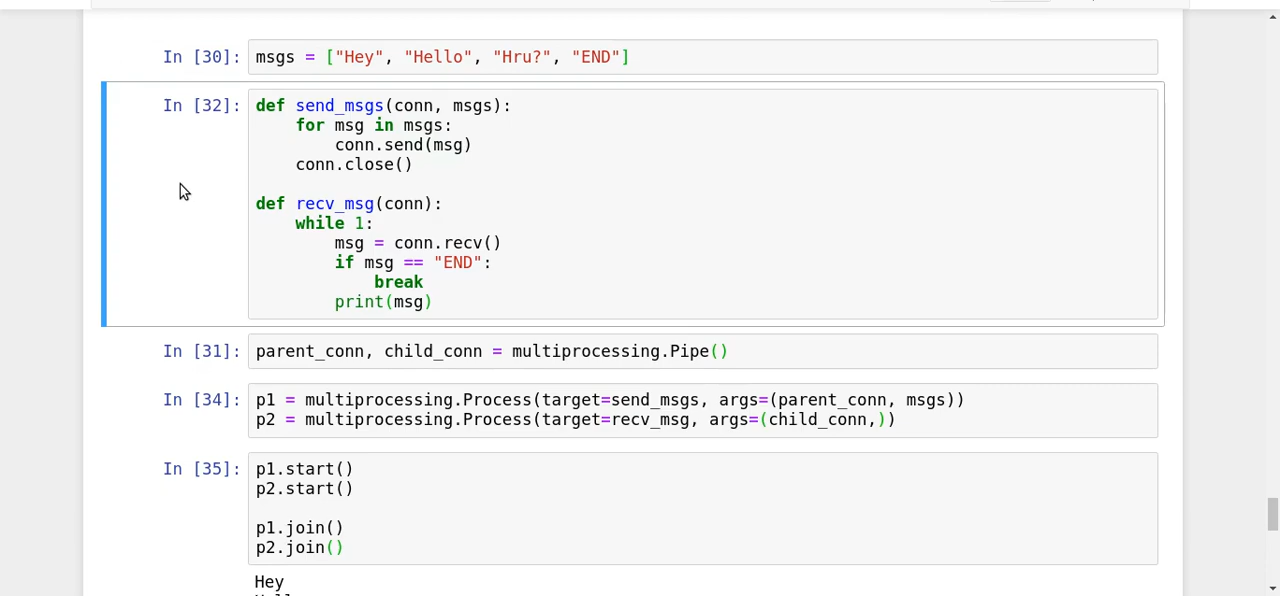 In [30]: msgs = ["Hey", "Hello", "Hru?", "END"]
In [32]: def send_msgs(conn, msgs):
    for msg in msgs:
        conn.send(msg)
    conn.close()

def recv_msg(conn):
    while 1:
        msg = conn.recv()
        if msg == "END":
            break
        print(msg)
In [31]: parent_conn, child_conn = multiprocessing.Pipe()
In [34]: p1 = multiprocessing.Process(target=send_msgs, args=(parent_conn, msgs))
p2 = multiprocessing.Process(target=recv_msg, args=(child_conn,))
In [35]: p1.start()
p2.start()

p1.join()
p2.join()
Hey